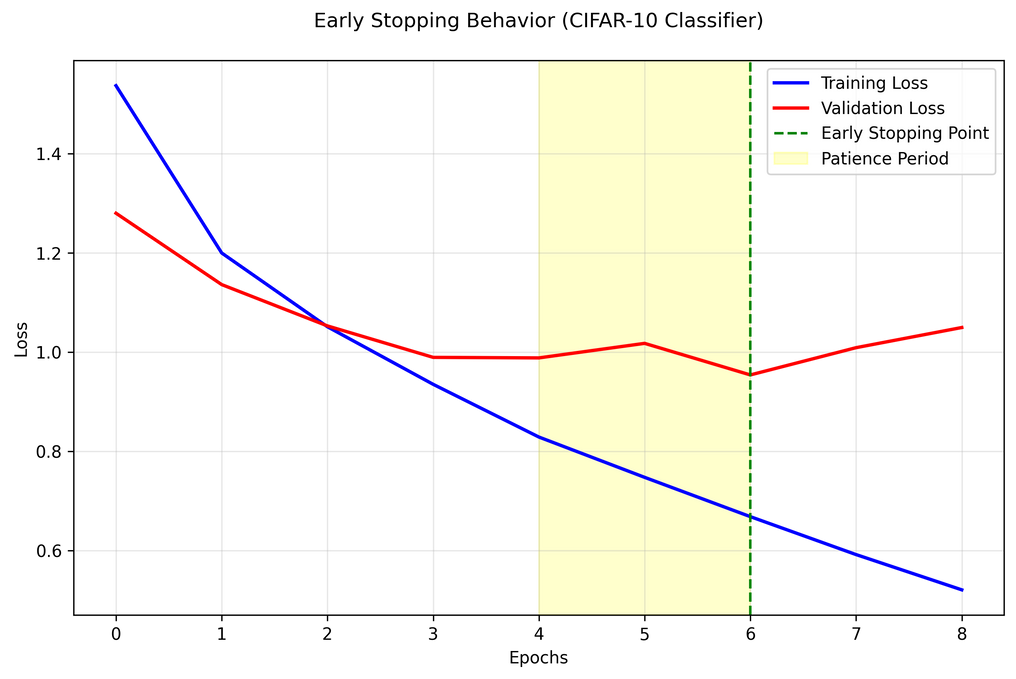 Early Stopping Behavior (CIFAR-10 Classifier)
Training Loss
Validation Loss
Early Stopping Point
Patience Period
Loss
1.4
1.2
1.0
0.8
0.6
0 1 2 3 4 5 6 7 8
Epochs